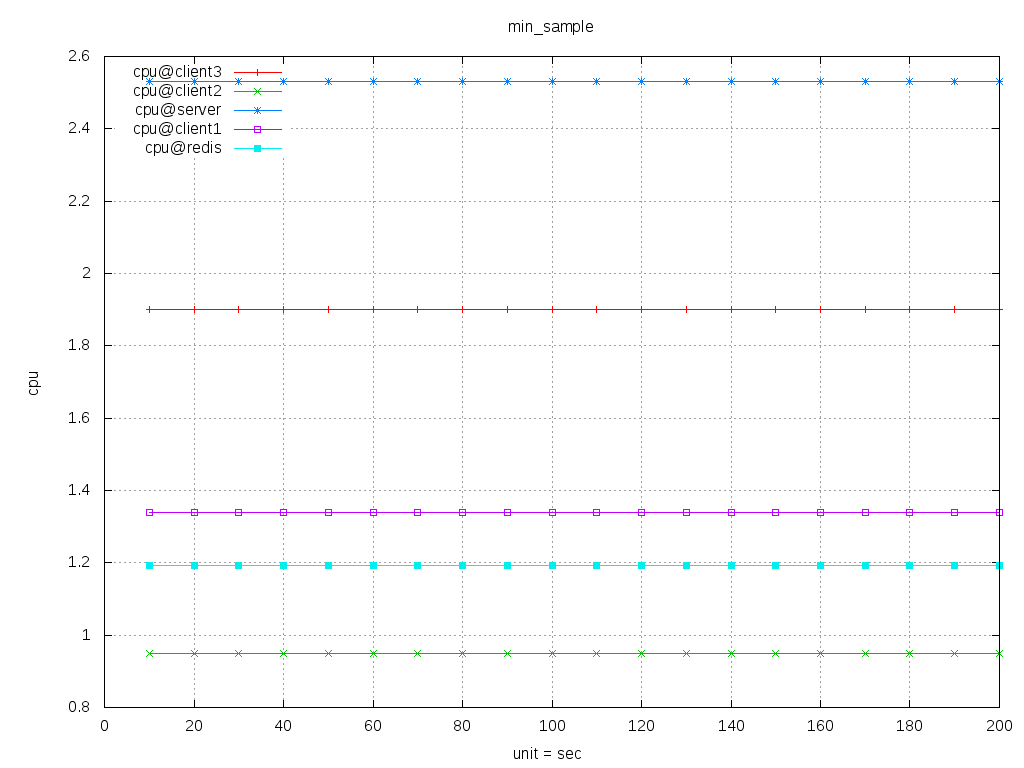 min_sample
2.6
2.4
2.2
2
1.8
1.6
1.4
1.2
1
0.8
cpu
cpu@client3
cpu@client2
cpu@server
cpu@client1
cpu@redis
0 20 40 60 80 100 120 140 160 180 200
unit = sec